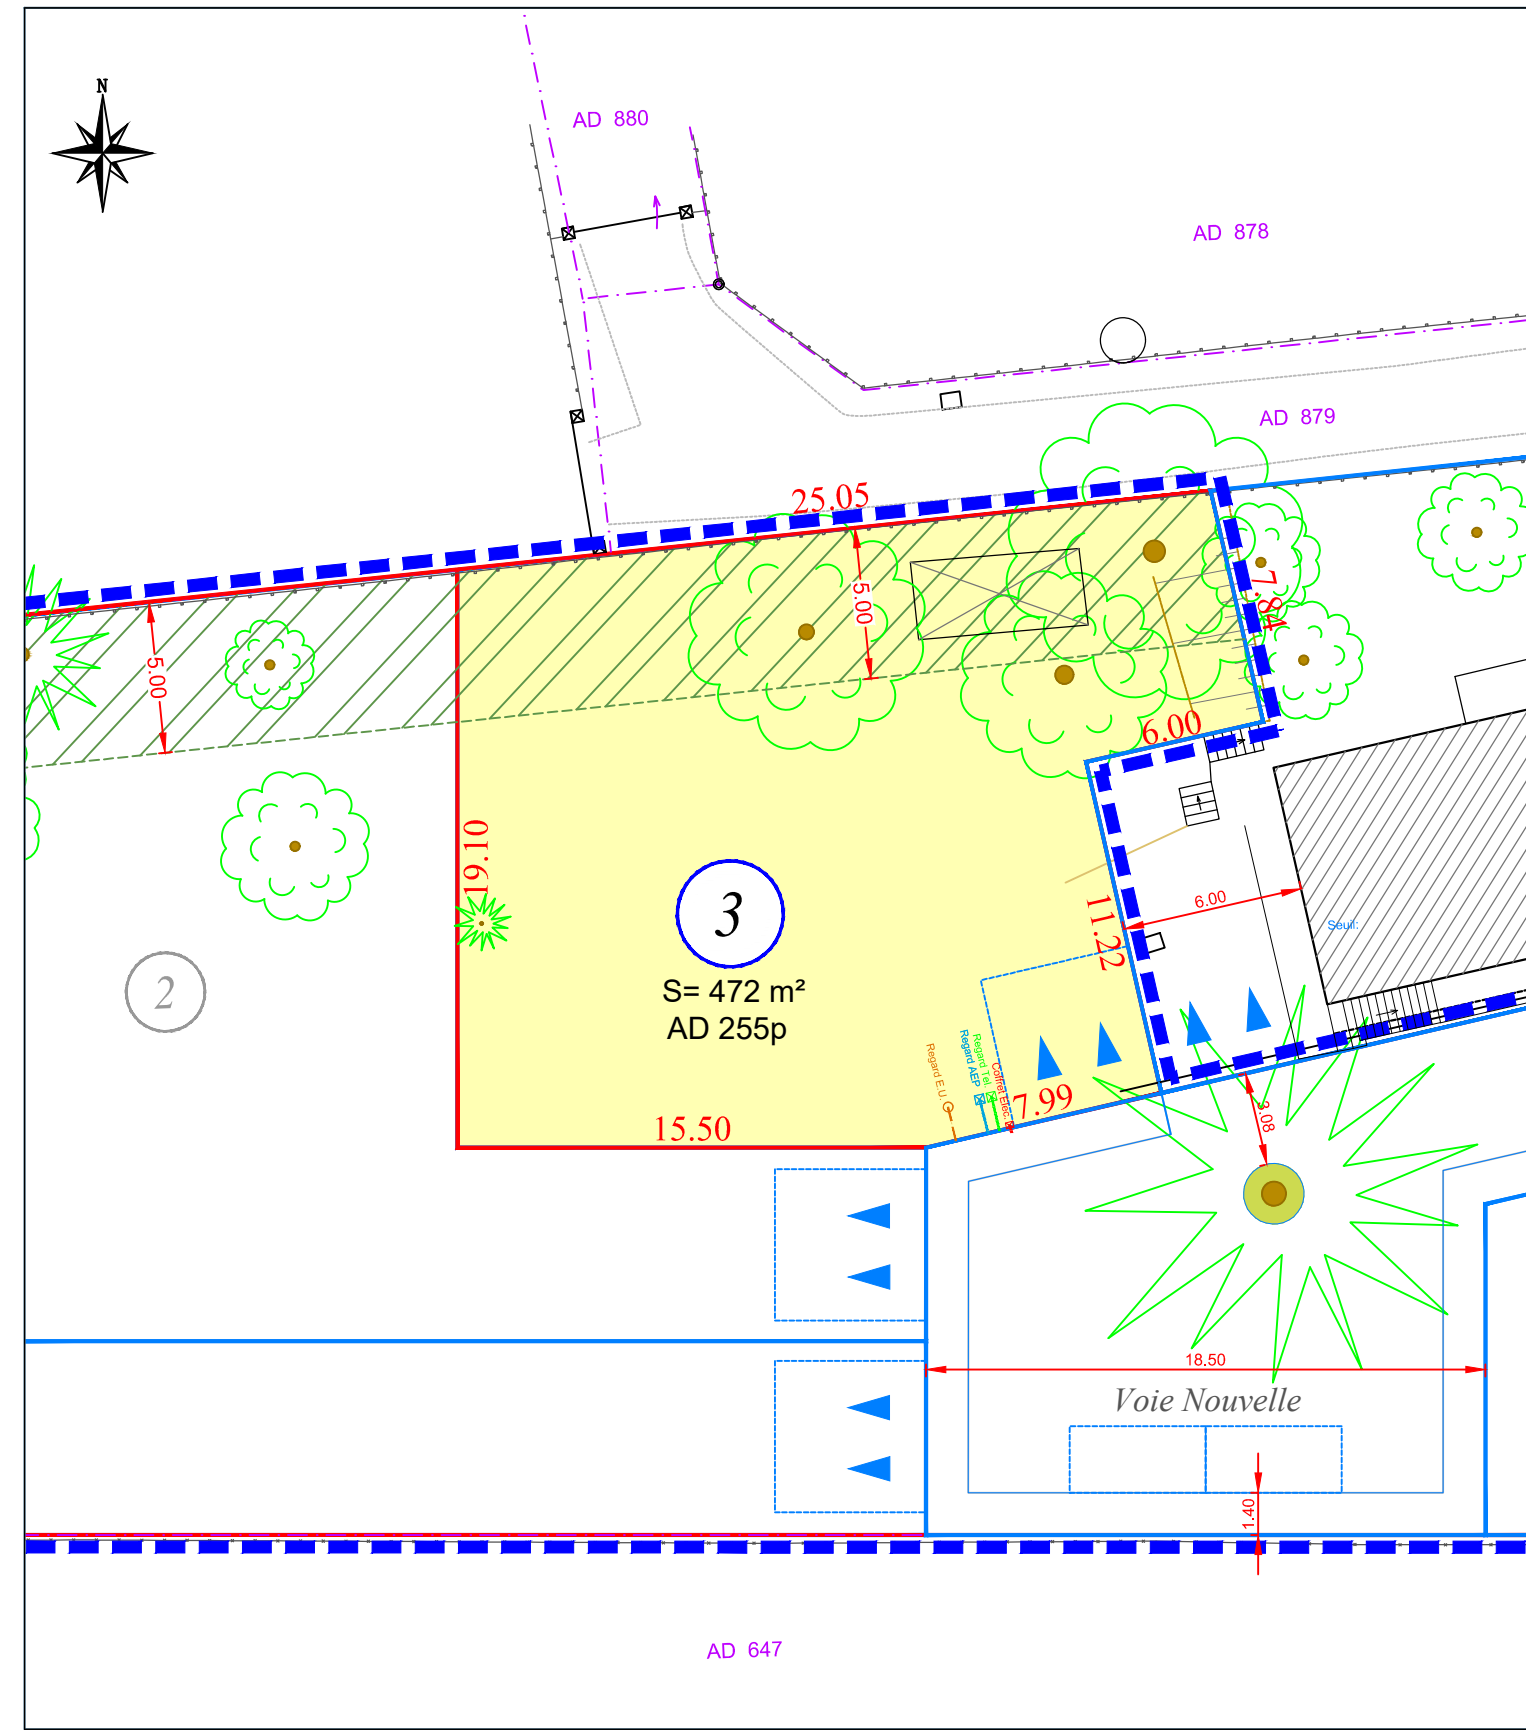 N
AD 880
AD 878
AD 879
25.05
5.00
5.00
7.84
6.00
19.10
3
S= 472 m²
AD 255p
2
11.22
6.00
Seuil:
Regard E.U.
Regard AEP
Regard Tel.
Coffret Elec.
7.99
15.50
3.08
18.50
Voie Nouvelle
1.40
AD 647